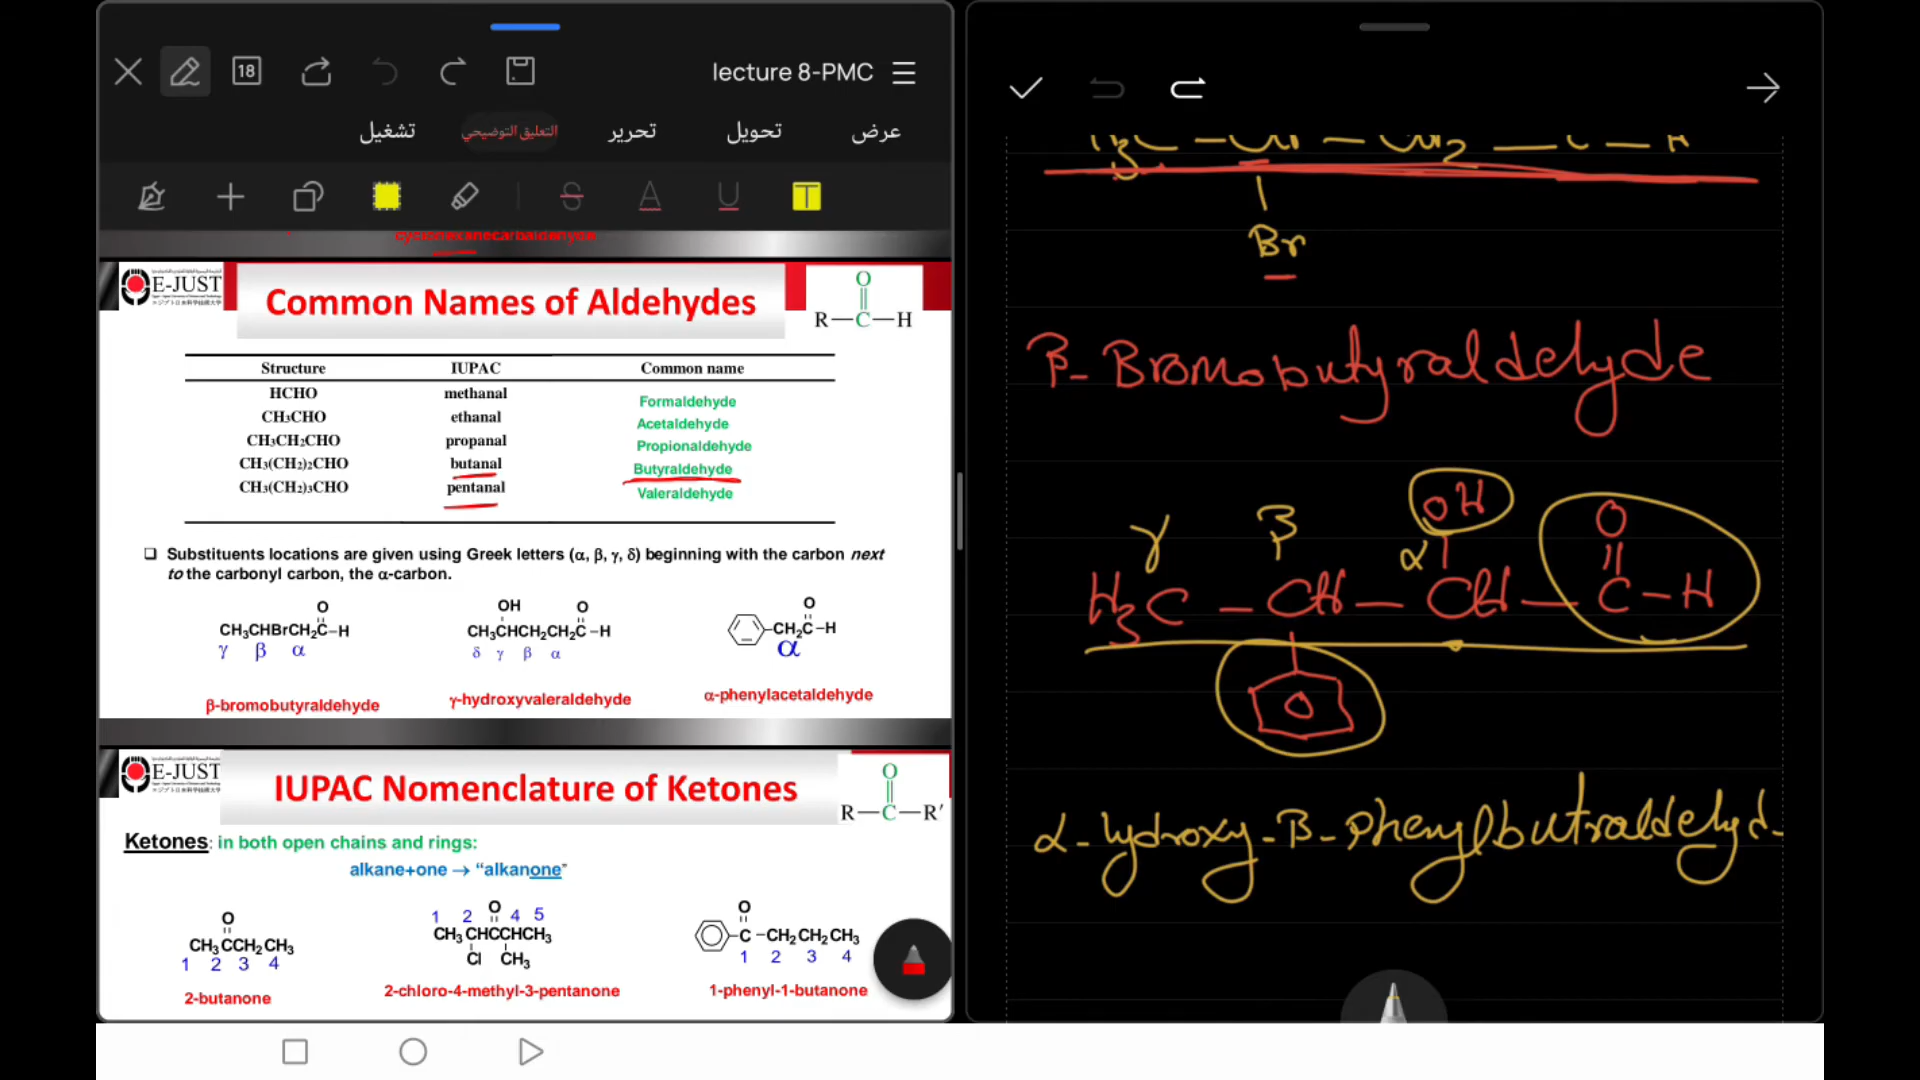 18
lecture 8-PMC
عرض
تحويل
تحرير
التعليق التوضيحي
تشغيل
cyclohexanecarbaldehyde
E-JUST
Common Names of Aldehydes
O
R—C—H
Structure IUPAC Common name
HCHO methanal Formaldehyde
CH3CHO ethanal Acetaldehyde
CH3CH2CHO propanal Propionaldehyde
CH3(CH2)2CHO butanal Butyraldehyde
CH3(CH2)3CHO pentanal Valeraldehyde
❑ Substituents locations are given using Greek letters (α, β, γ, δ) beginning with the carbon next
to the carbonyl carbon, the α-carbon.
O
CH3CHBrCH2C–H
γ β α
β-bromobutyraldehyde
OH O
CH3CHCH2CH2C–H
δ γ β α
γ-hydroxyvaleraldehyde
O
CH2C–H
α
α-phenylacetaldehyde
E-JUST
IUPAC Nomenclature of Ketones
O
R—C—R′
Ketones: in both open chains and rings:
alkane+one → “alkanone”
O
CH3CCH2CH3
1 2 3 4
2-butanone
1 2 O 4 5
CH3CHCCHCH3
Cl CH3
2-chloro-4-methyl-3-pentanone
O
C–CH2CH2CH3
1 2 3 4
1-phenyl-1-butanone
Br
β-Bromobutyraldehyde
OH O
γ β α
H3C – CH – CH – C – H
α-hydroxy-β-phenylbutraldehyd-